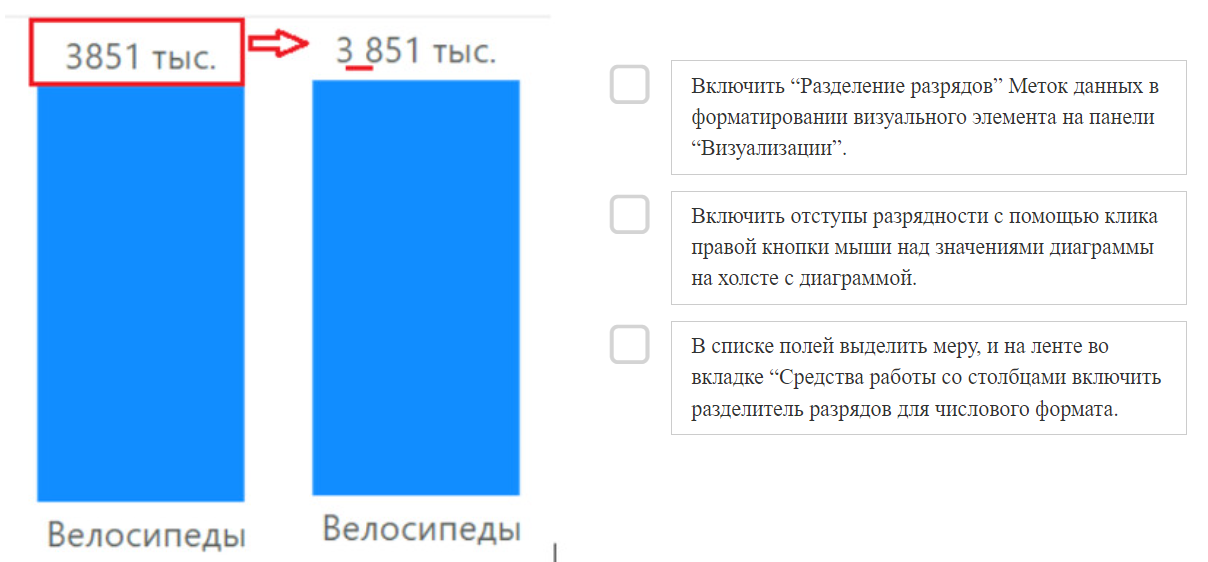 3851 тыс.
3 851 тыс.
Велосипеды
Велосипеды
Включить “Разделение разрядов” Меток данных в
форматировании визуального элемента на панели
“Визуализации”.
Включить отступы разрядности с помощью клика
правой кнопки мыши над значениями диаграммы
на холсте с диаграммой.
В списке полей выделить меру, и на ленте во
вкладке “Средства работы со столбцами включить
разделитель разрядов для числового формата.